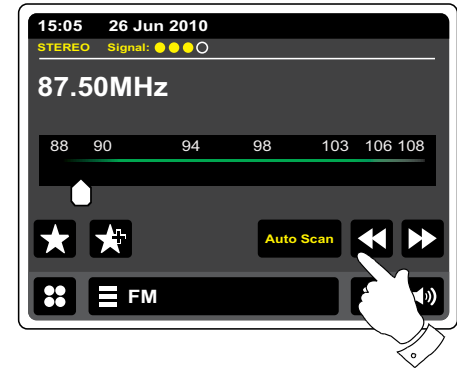 15:05 26 Jun 2010
STEREO Signal:
87.50MHz
88 90 94 98 103 106 108
Auto Scan
FM